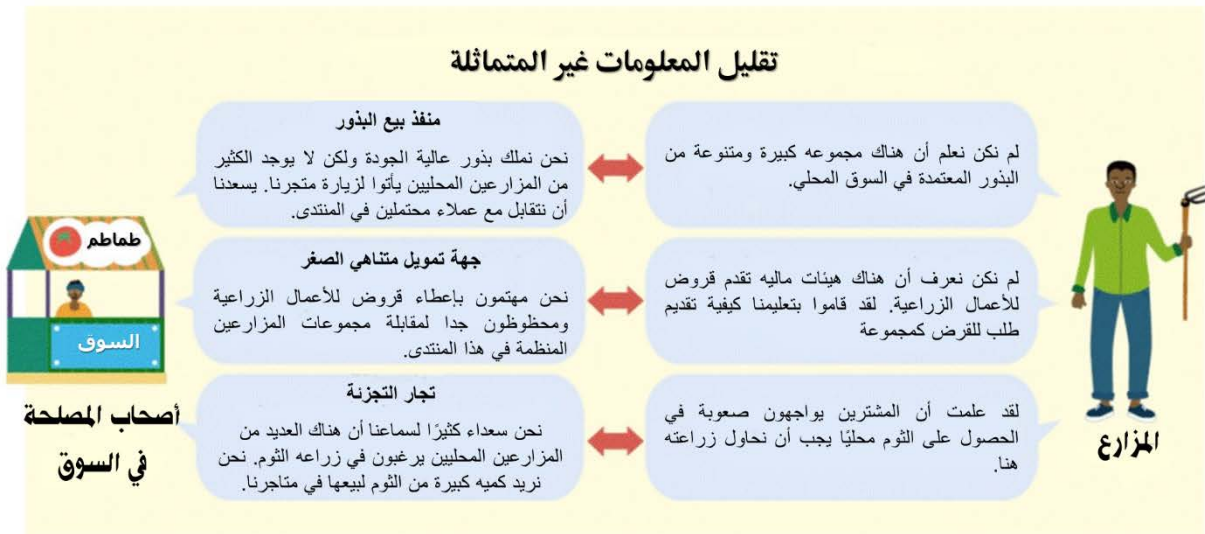 تقليل المعلومات غير المتماثلة
لم نكن نعلم أن هناك مجموعه كبيرة ومتنوعة من
البذور المعتمدة في السوق المحلي.
منفذ بيع البذور
نحن نملك بذور عالية الجودة ولكن لا يوجد الكثير
من المزارعين المحليين يأتوا لزيارة متجرنا. يسعدنا
أن نتقابل مع عملاء محتملين في المنتدى.
لم نكن نعرف أن هناك هيئات ماليه تقدم قروض
للأعمال الزراعية. لقد قاموا بتعليمنا كيفية تقديم
طلب للقرض كمجموعة
جهة تمويل متناهي الصغر
نحن مهتمون بإعطاء قروض للأعمال الزراعية
ومحظوظون جدا لمقابلة مجموعات المزارعين
المنظمة في هذا المنتدى.
لقد علمت أن المشترين يواجهون صعوبة في
الحصول على الثوم محليًا يجب أن نحاول زراعته
هنا.
تجار التجزئة
نحن سعداء كثيرًا لسماعنا أن هناك العديد من
المزارعين المحليين يرغبون في زراعه الثوم. نحن
نريد كميه كبيرة من الثوم لبيعها في متاجرنا.
المزارع
طماطم
السوق
أصحاب المصلحة
في السوق